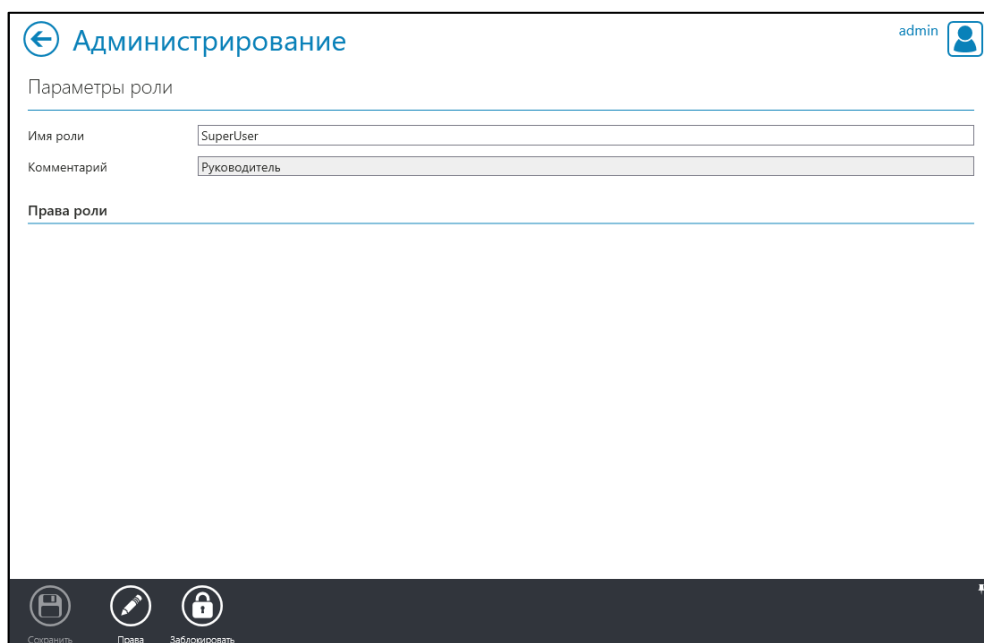 Администрирование
admin
Параметры роли
Имя роли SuperUser
Комментарий Руководитель
Права роли
Сохранить Права Заблокировать